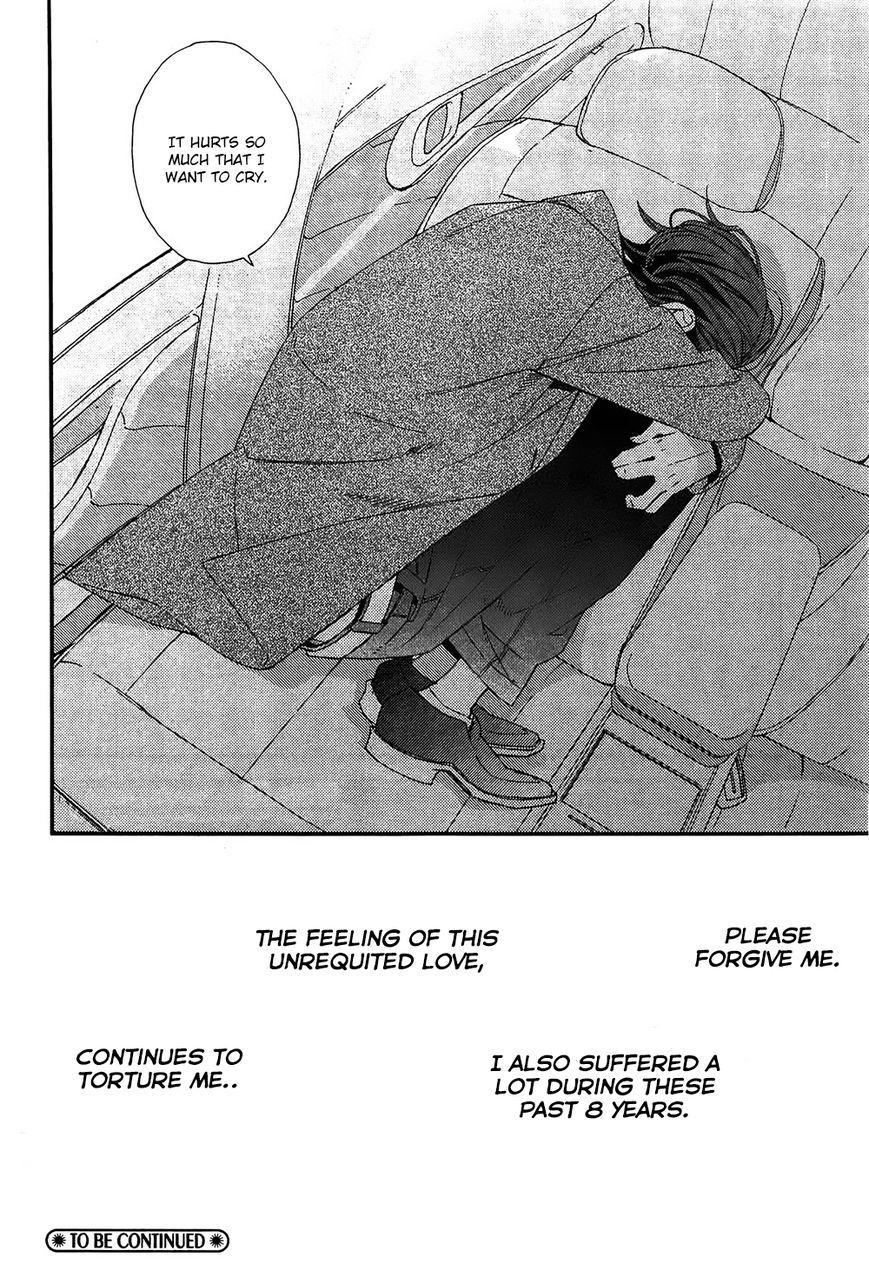 IT HURTS SO
MUCH THAT I
WANT TO CRY.
PLEASE
FORGIVE ME.
I ALSO SUFFERED A
LOT DURING THESE
PAST 8 YEARS.
THE FEELING OF THIS
UNREQUITED LOVE,
CONTINUES TO
TORTURE ME..
TO BE CONTINUED